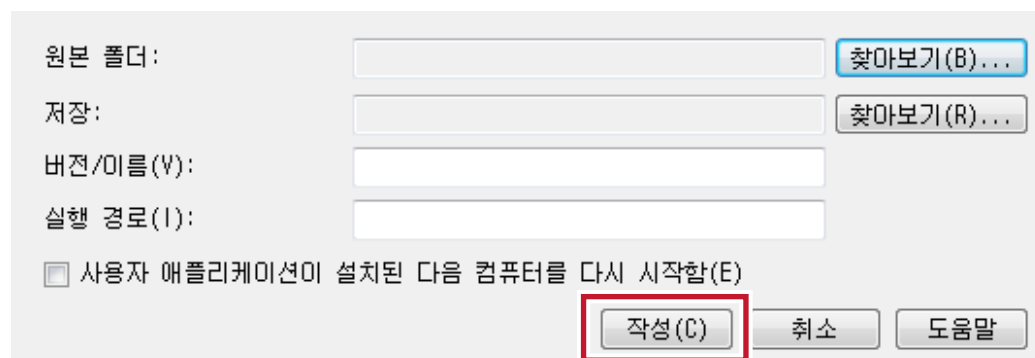 원본 폴더: 찾아보기(B)...
저장: 찾아보기(R)...
버전/이름(V):
실행 경로(I):
사용자 애플리케이션이 설치된 다음 컴퓨터를 다시 시작함(E)
작성(C) 취소 도움말